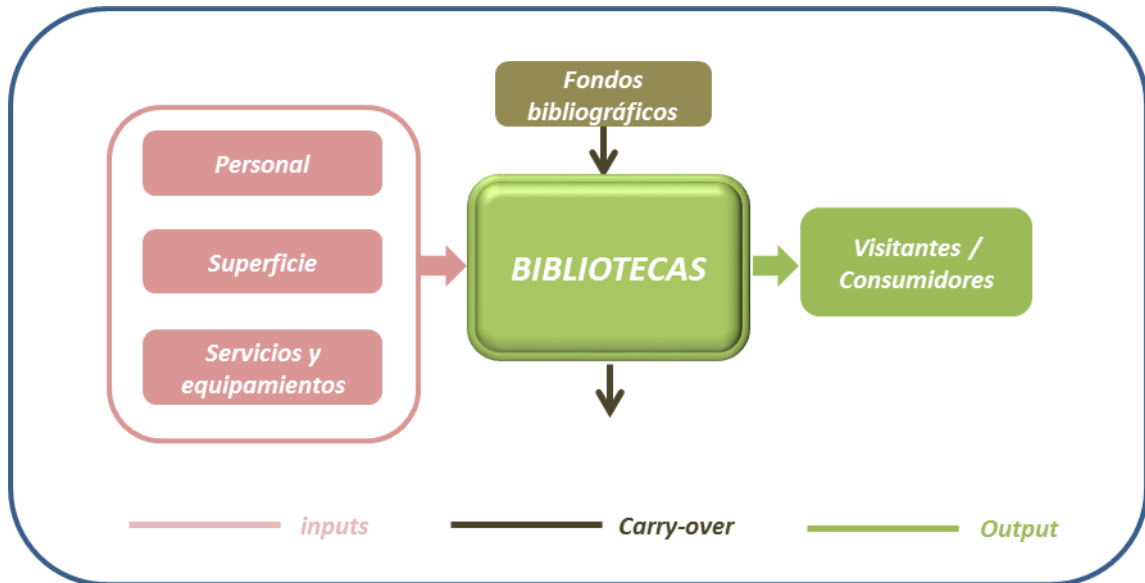 Fondos
bibliográficos
Personal
Superficie
Servicios y
equipamientos
BIBLIOTECAS
Visitantes /
Consumidores
inputs
Carry-over
Output